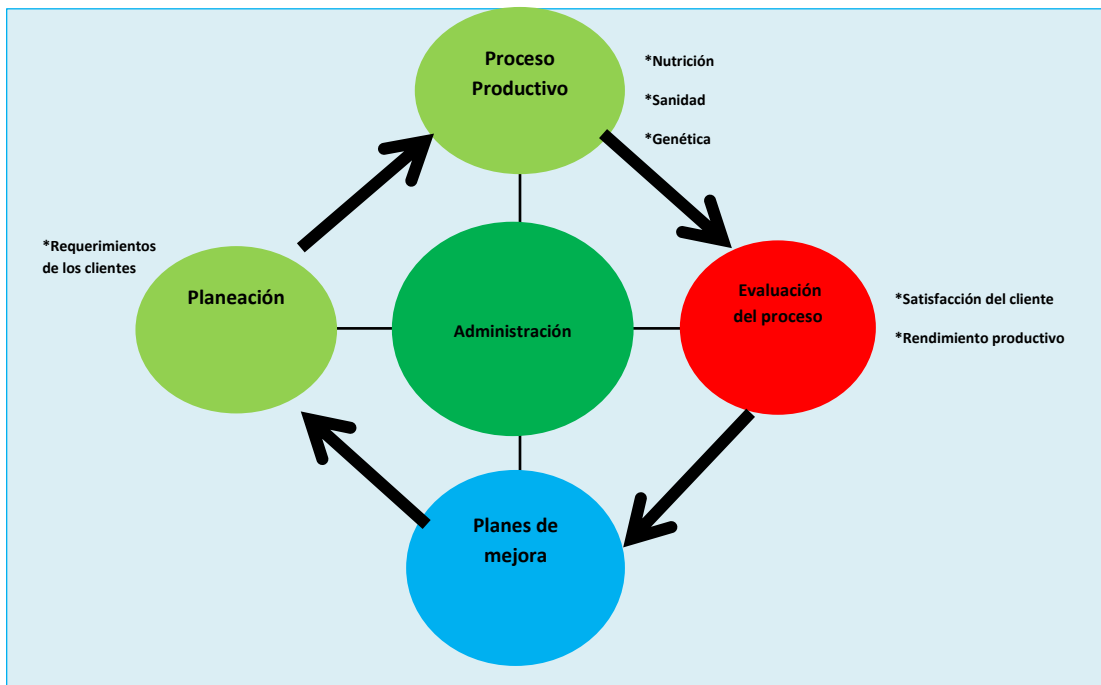 Proceso
Productivo
*Nutrición
*Sanidad
*Genética
*Requerimientos
de los clientes
Planeación
Administración
Evaluación
del proceso
*Satisfacción del cliente
*Rendimiento productivo
Planes de
mejora